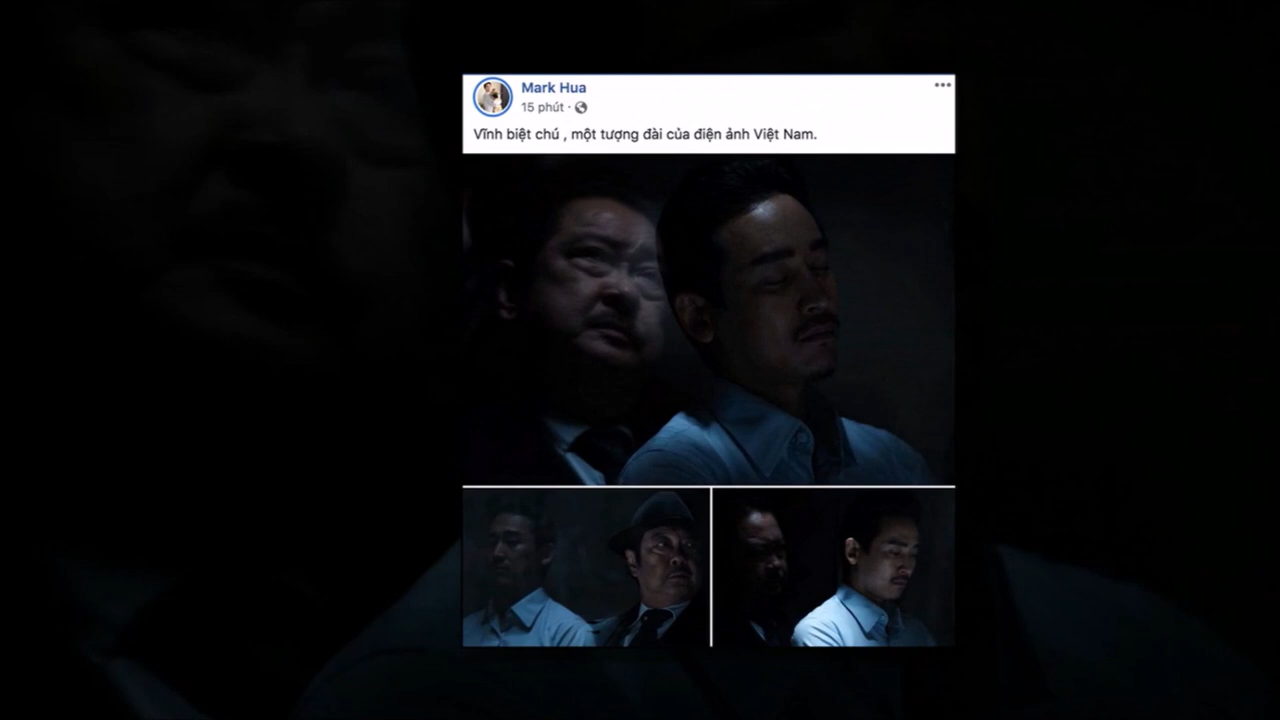 Mark Hua
15 phút ·
Vĩnh biệt chú , một tượng đài của điện ảnh Việt Nam.